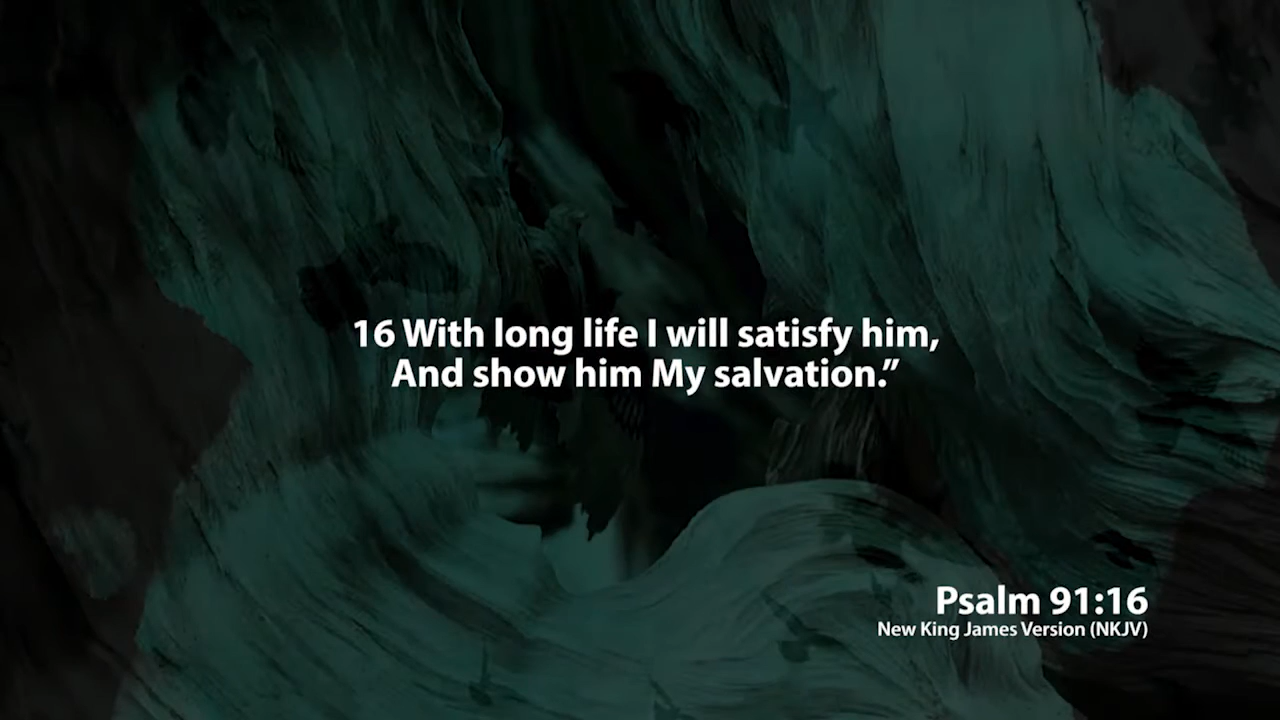 16 With long life I will satisfy him,
And show him My salvation.”
Psalm 91:16
New King James Version (NKJV)